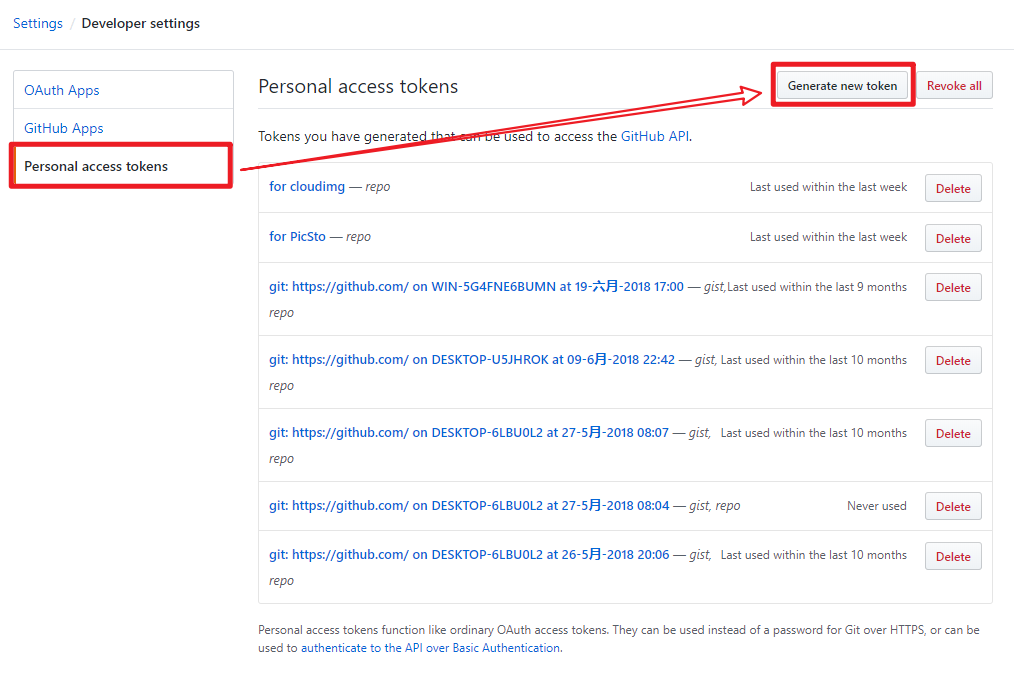 Settings / Developer settings
OAuth Apps
GitHub Apps
Personal access tokens
Personal access tokens
Generate new token
Revoke all
Tokens you have generated that can be used to access the GitHub API.
for cloudimg — repo
Last used within the last week
Delete
for PicSto — repo
Last used within the last week
Delete
git: https://github.com/ on WIN-5G4FNE6BUMN at 19-六月-2018 17:00 — gist,
repo
Last used within the last 9 months
Delete
git: https://github.com/ on DESKTOP-U5JHROK at 09-6月-2018 22:42 — gist,
repo
Last used within the last 10 months
Delete
git: https://github.com/ on DESKTOP-6LBU0L2 at 27-5月-2018 08:07 — gist,
repo
Last used within the last 10 months
Delete
git: https://github.com/ on DESKTOP-6LBU0L2 at 27-5月-2018 08:04 — gist, repo
Never used
Delete
git: https://github.com/ on DESKTOP-6LBU0L2 at 26-5月-2018 20:06 — gist,
repo
Last used within the last 10 months
Delete
Personal access tokens function like ordinary OAuth access tokens. They can be used instead of a password for Git over HTTPS, or can be
used to authenticate to the API over Basic Authentication.